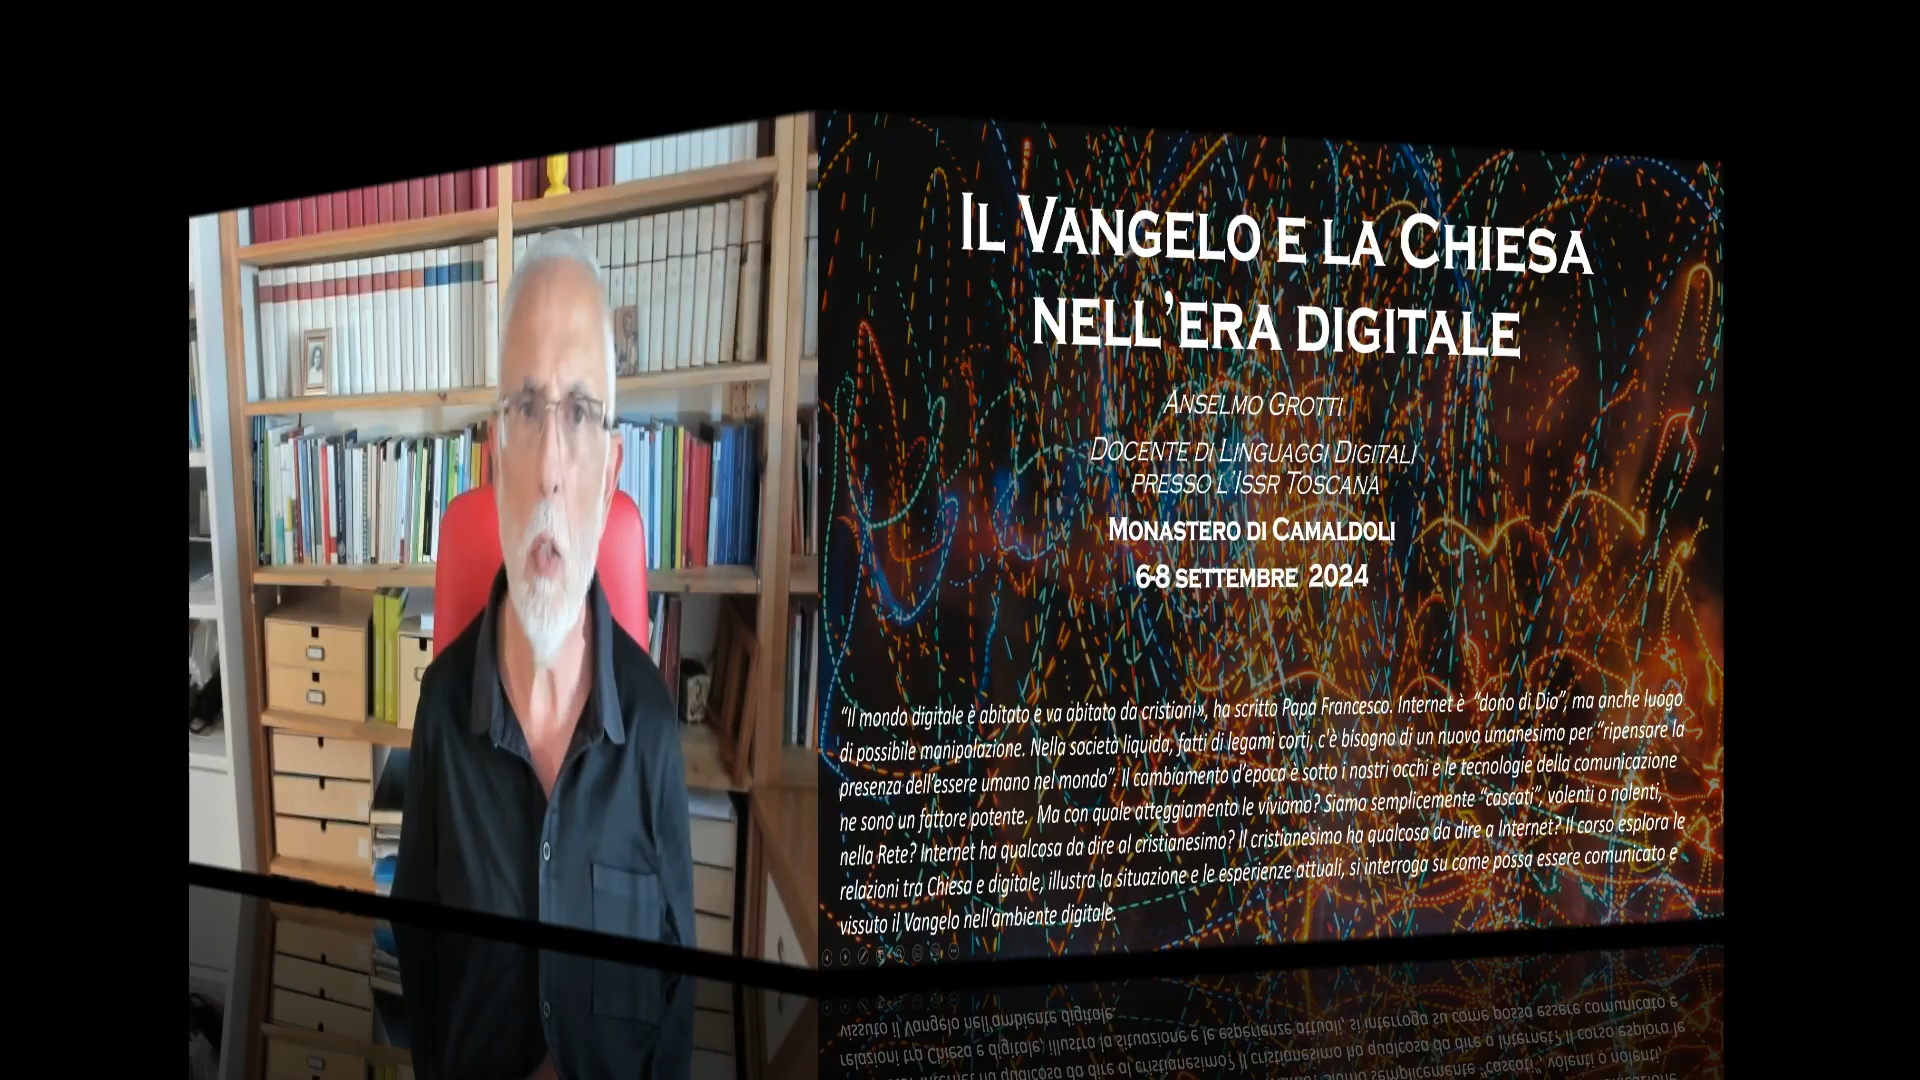 Il Vangelo e la Chiesa
nell'era digitale
Anselmo Grotti
Docente di Linguaggi Digitali
presso l'Issr Toscana
Monastero di Camaldoli
6-8 settembre 2024
“Il mondo digitale è abitato e va abitato da cristiani», ha scritto Papa Francesco. Internet è “dono di Dio”, ma anche luogo
di possibile manipolazione. Nella società liquida, fatti di legami corti, c'è bisogno di un nuovo umanesimo per “ripensare la
presenza dell'essere umano nel mondo”. Il cambiamento d'epoca è sotto i nostri occhi e le tecnologie della comunicazione
ne sono un fattore potente. Ma con quale atteggiamento le viviamo? Siamo semplicemente “cascati”, volenti o nolenti,
nella Rete? Internet ha qualcosa da dire al cristianesimo? Il cristianesimo ha qualcosa da dire a Internet? Il corso esplora le
relazioni tra Chiesa e digitale, illustra la situazione e le esperienze attuali, si interroga su come possa essere comunicato e
vissuto il Vangelo nell'ambiente digitale.